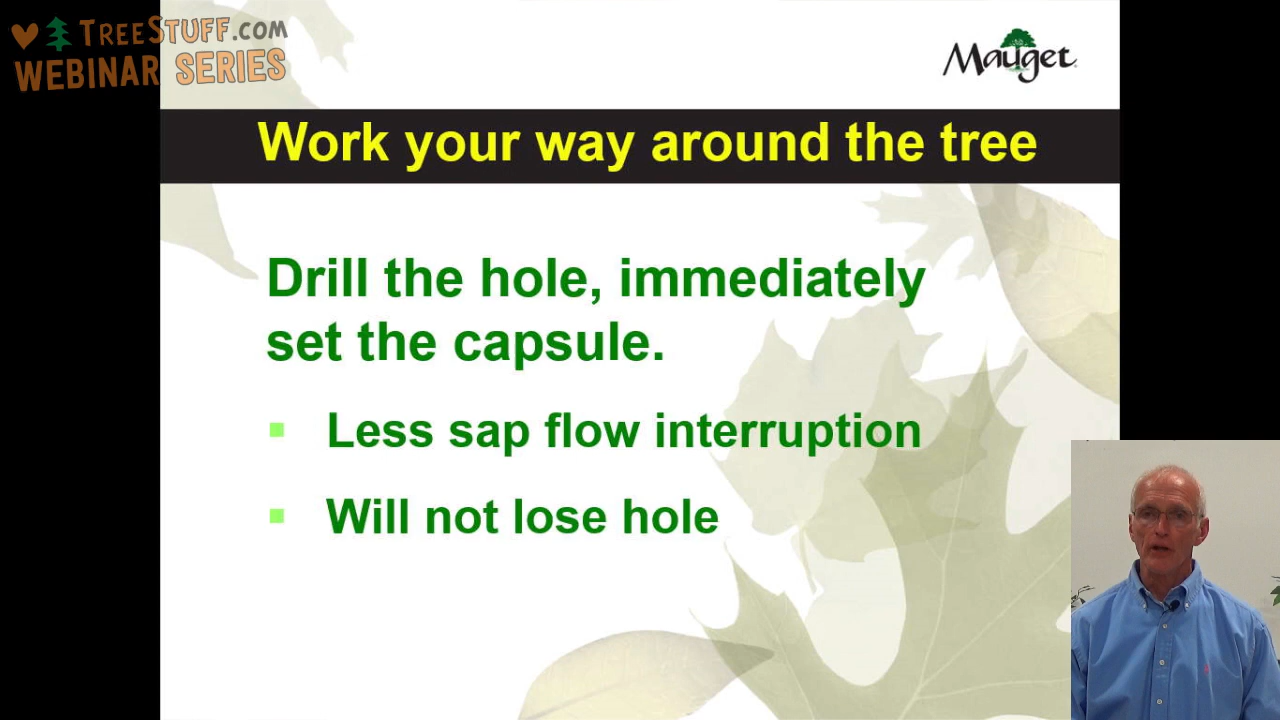 TREESTUFF.COM
WEBINAR SERIES
Mauget
Work your way around the tree
Drill the hole, immediately
set the capsule.
Less sap flow interruption
Will not lose hole